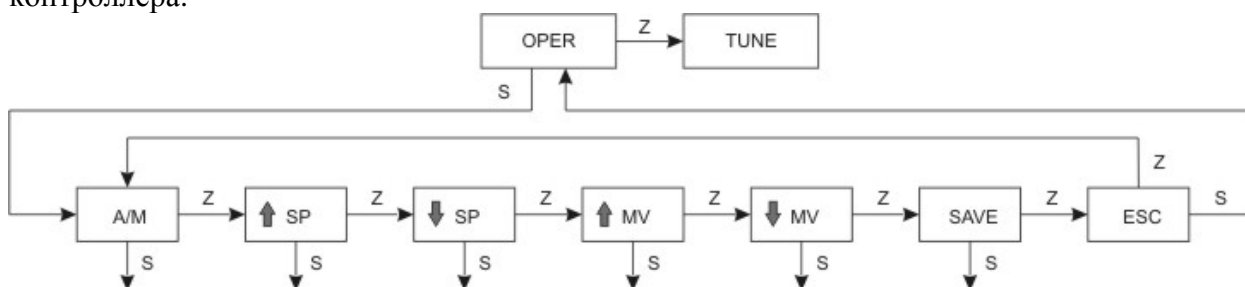 контроллера.
OPER Z TUNE
S
Z
A/M Z SP Z SP Z MV Z MV Z SAVE Z ESC S
S S S S S S